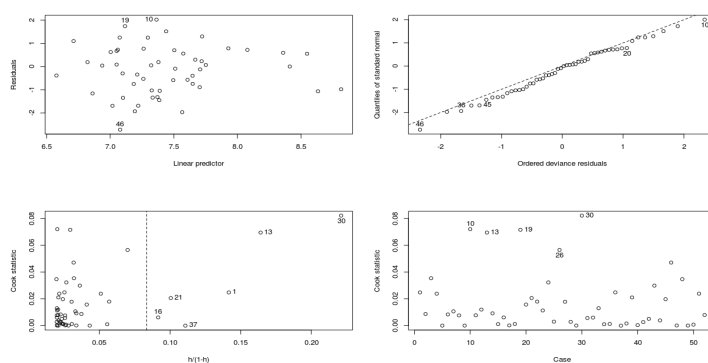 19
10
46
Residuals
-2 -1 0 1 2
6.5 7.0 7.5 8.0 8.5
Linear predictor
10
20
45
36
46
Quantiles of standard normal
-2 -1 0 1 2
-2 -1 0 1 2
Ordered deviance residuals
30
13
1
21
16
37
Cook statistic
0.00 0.02 0.04 0.06 0.08
0.05 0.10 0.15 0.20
h/(1-h)
30
10
13
19
26
Cook statistic
0.00 0.02 0.04 0.06 0.08
0 10 20 30 40 50
Case